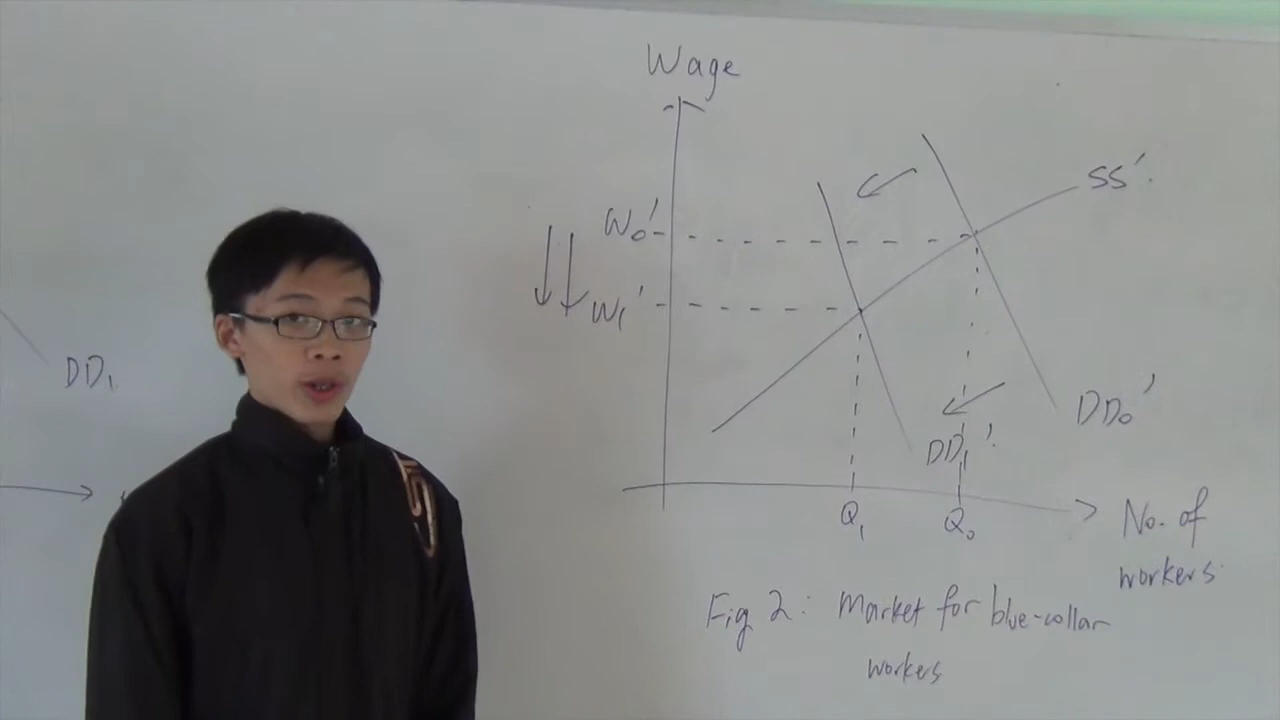 Wage
SS'.
W₀'
W₁'
DD₁
DD₀'
DD₁'.
Q₁
Q₀
No. of
workers.
Fig 2: Market for blue-collar
workers